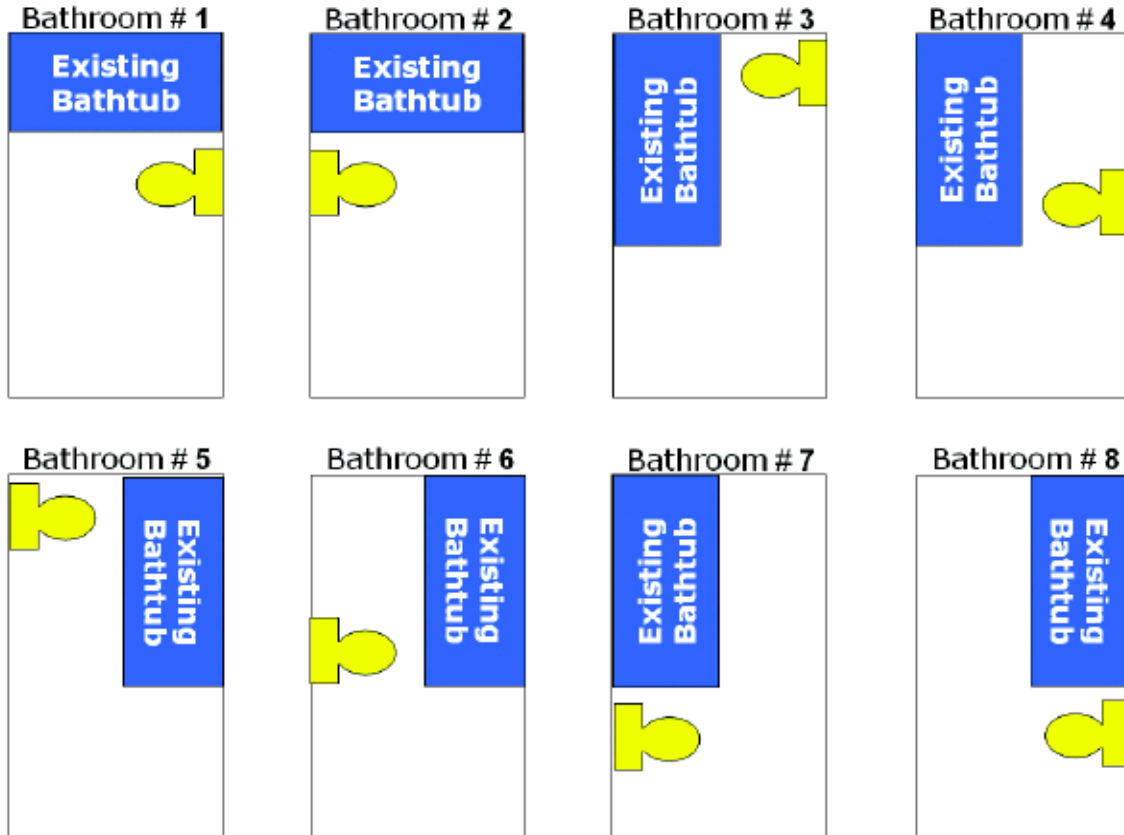 Bathroom # 1
Existing
Bathtub
Bathroom # 2
Existing
Bathtub
Bathroom # 3
Existing
Bathtub
Bathroom # 4
Existing
Bathtub
Bathroom # 5
Existing
Bathtub
Bathroom # 6
Existing
Bathtub
Bathroom # 7
Existing
Bathtub
Bathroom # 8
Existing
Bathtub